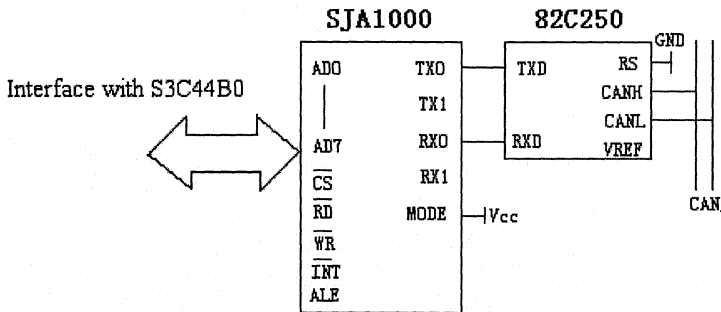 SJA1000
82C250
Interface with S3C44B0
AD0
AD7
CS
RD
WR
INT
ALE
TX0
TX1
RX0
RX1
MODE
Vcc
TXD
RXD
RS
CANH
CANL
VREF
GND
CAN